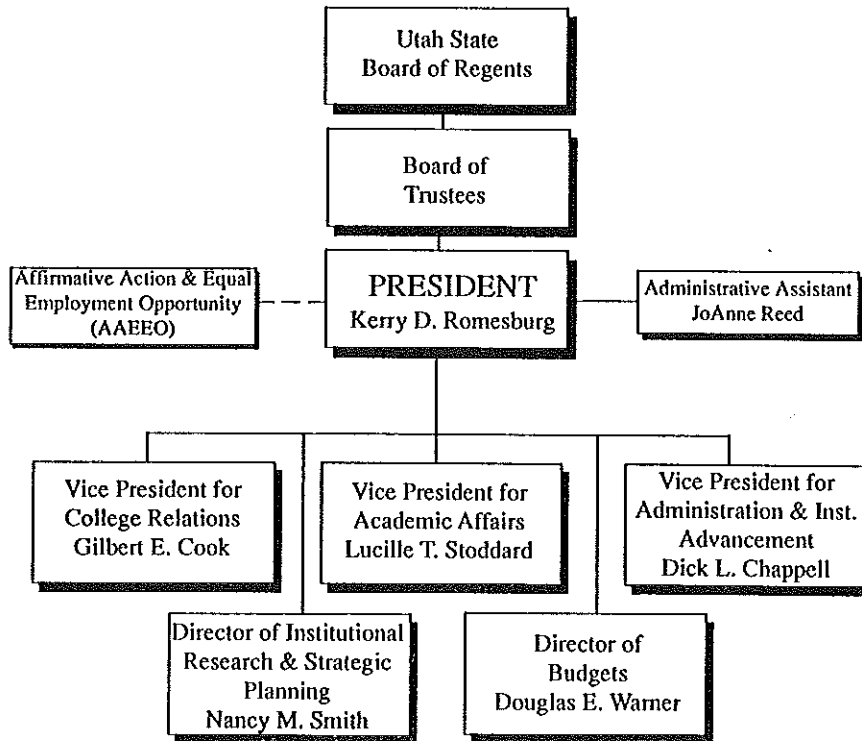 Utah State
Board of Regents
Board of
Trustees
Affirmative Action & Equal
Employment Opportunity
(AAEEO)
PRESIDENT
Kerry D. Romesburg
Administrative Assistant
JoAnne Reed
Vice President for
College Relations
Gilbert E. Cook
Vice President for
Academic Affairs
Lucille T. Stoddard
Vice President for
Administration & Inst.
Advancement
Dick L. Chappell
Director of Institutional
Research & Strategic
Planning
Nancy M. Smith
Director of
Budgets
Douglas E. Warner